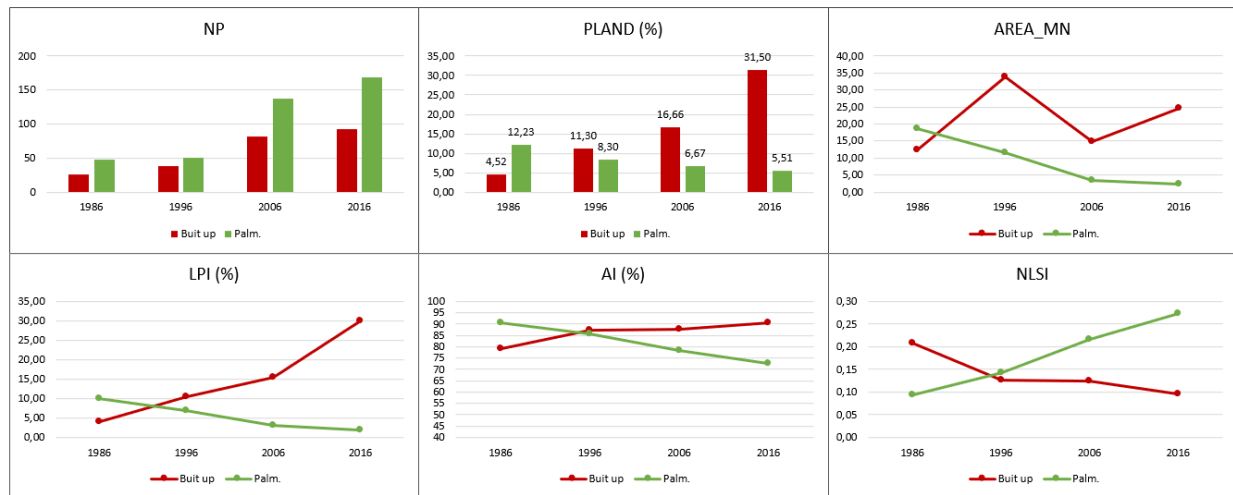 NP
200
150
100
50
0
1986 1996 2006 2016
Buit up Palm.
PLAND (%)
35,00
30,00
25,00
20,00
15,00
10,00
5,00
0,00
4,52 12,23 11,30 8,30 16,66 6,67 31,50 5,51
1986 1996 2006 2016
Buit up Palm.
AREA_MN
40,00
35,00
30,00
25,00
20,00
15,00
10,00
5,00
0,00
1986 1996 2006 2016
Buit up Palm.
LPI (%)
35,00
30,00
25,00
20,00
15,00
10,00
5,00
0,00
1986 1996 2006 2016
Buit up Palm.
AI (%)
100
95
90
85
80
75
70
65
60
55
50
45
40
1986 1996 2006 2016
Buit up Palm.
NLSI
0,30
0,25
0,20
0,15
0,10
0,05
0,00
1986 1996 2006 2016
Buit up Palm.